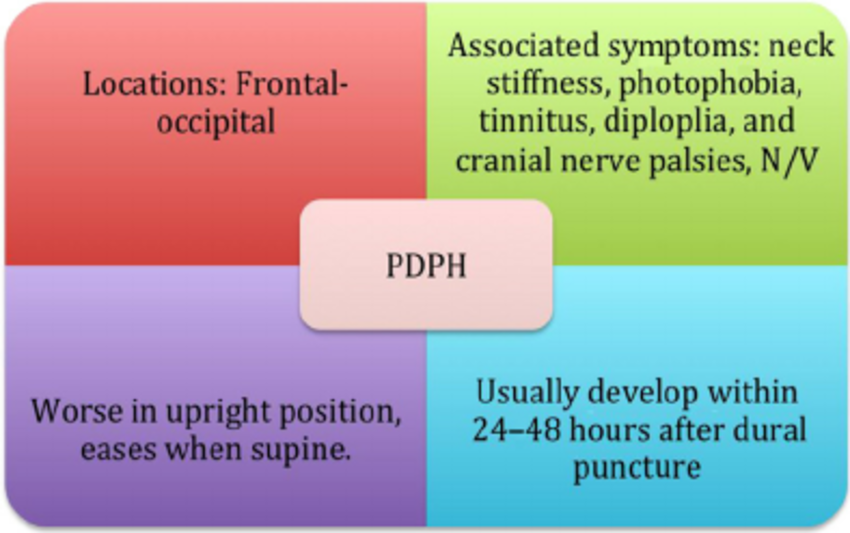 Locations: Frontal-
occipital
Associated symptoms: neck
stiffness, photophobia,
tinnitus, diploplia, and
cranial nerve palsies, N/V
PDPH
Worse in upright position,
eases when supine.
Usually develop within
24–48 hours after dural
puncture